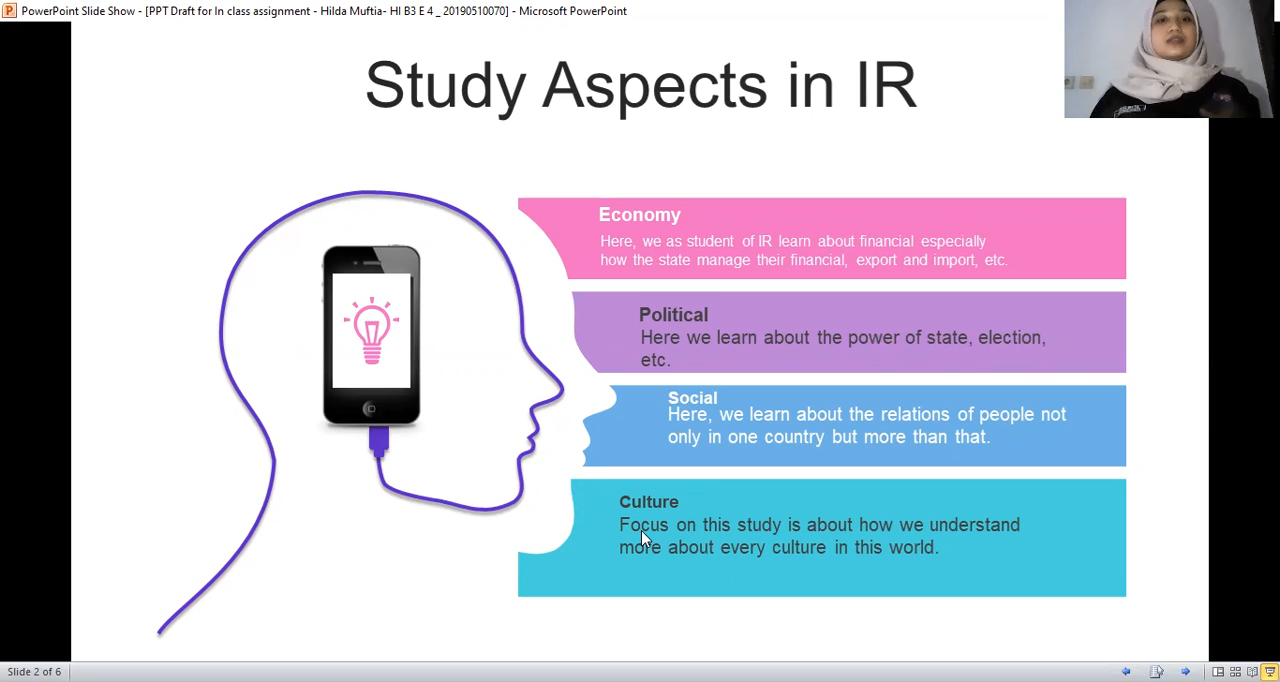 PowerPoint Slide Show - [PPT Draft for In class assignment - Hilda Muftia- HI B3 E 4 _ 20190510070] - Microsoft PowerPoint
Study Aspects in IR
Economy
Here, we as student of IR learn about financial especially
how the state manage their financial, export and import, etc.
Political
Here we learn about the power of state, election,
etc.
Social
Here, we learn about the relations of people not
only in one country but more than that.
Culture
Focus on this study is about how we understand
more about every culture in this world.
Slide 2 of 6